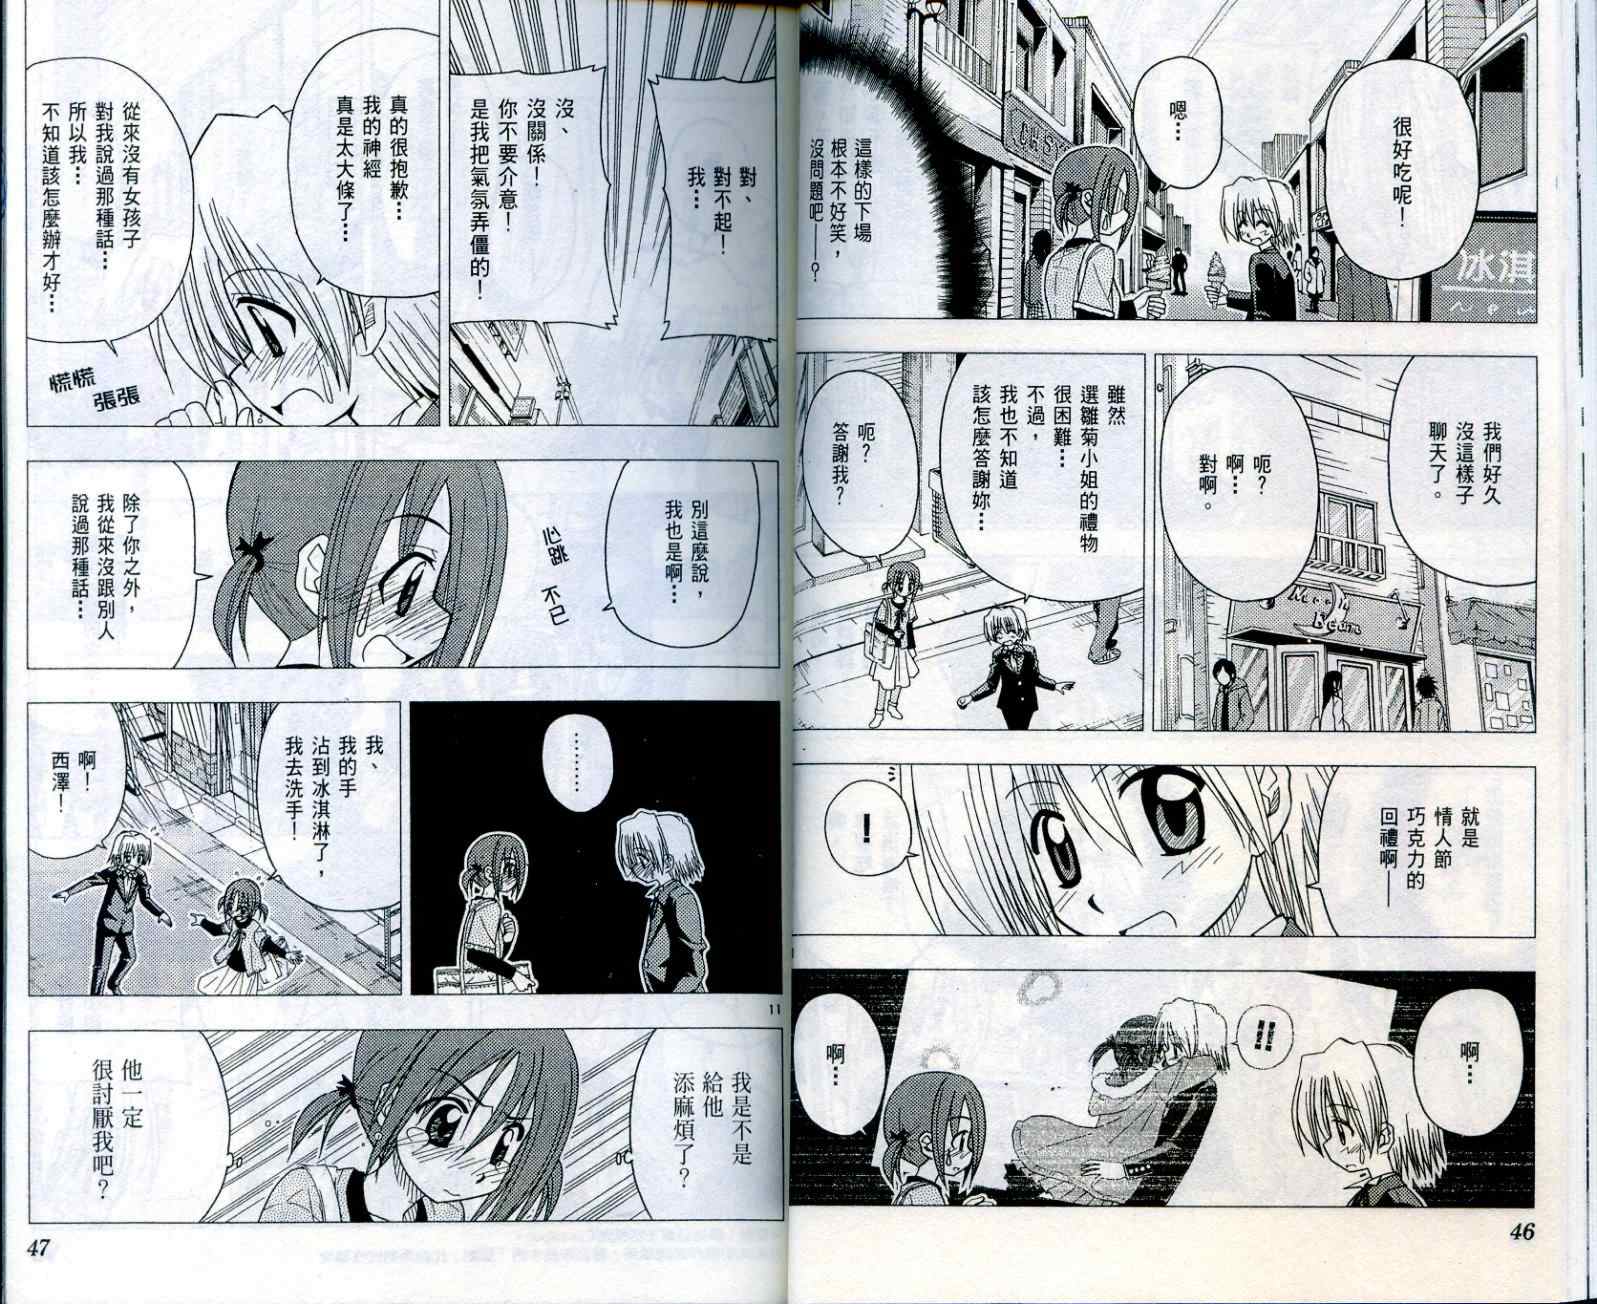 很好吃呢！
嗯…
冰淇
New
這樣的下場
根本不好笑，
沒問題吧——？
我們好久
沒這樣子
聊天了。
呃？
啊…
對啊。
雖然
選雛菊小姐的禮物
很困難…
不過，
我也不知道
該怎麼答謝妳…
呃？
答謝我？
就是
情人節
巧克力的
回禮啊——
！
啊…
！！
啊…
46
對、
對不起！
我…
沒、
沒關係！
你不要介意！
是我把氣氛弄僵的！
真的很抱歉…
我的神經
真是太大條了…
從來沒有女孩子
對我說過那種話…
所以我…
不知道該怎麼辦才好…
慌慌
張張
別這麼說，
我也是啊…
心跳
不已
除了你之外，
我從來沒跟別人
說過那種話…
………
我、
我的手
沾到冰淇淋了，
我去洗手！
啊！
西澤！
11
我是不是
給他
添麻煩了？
他一定
很討厭我吧？
47